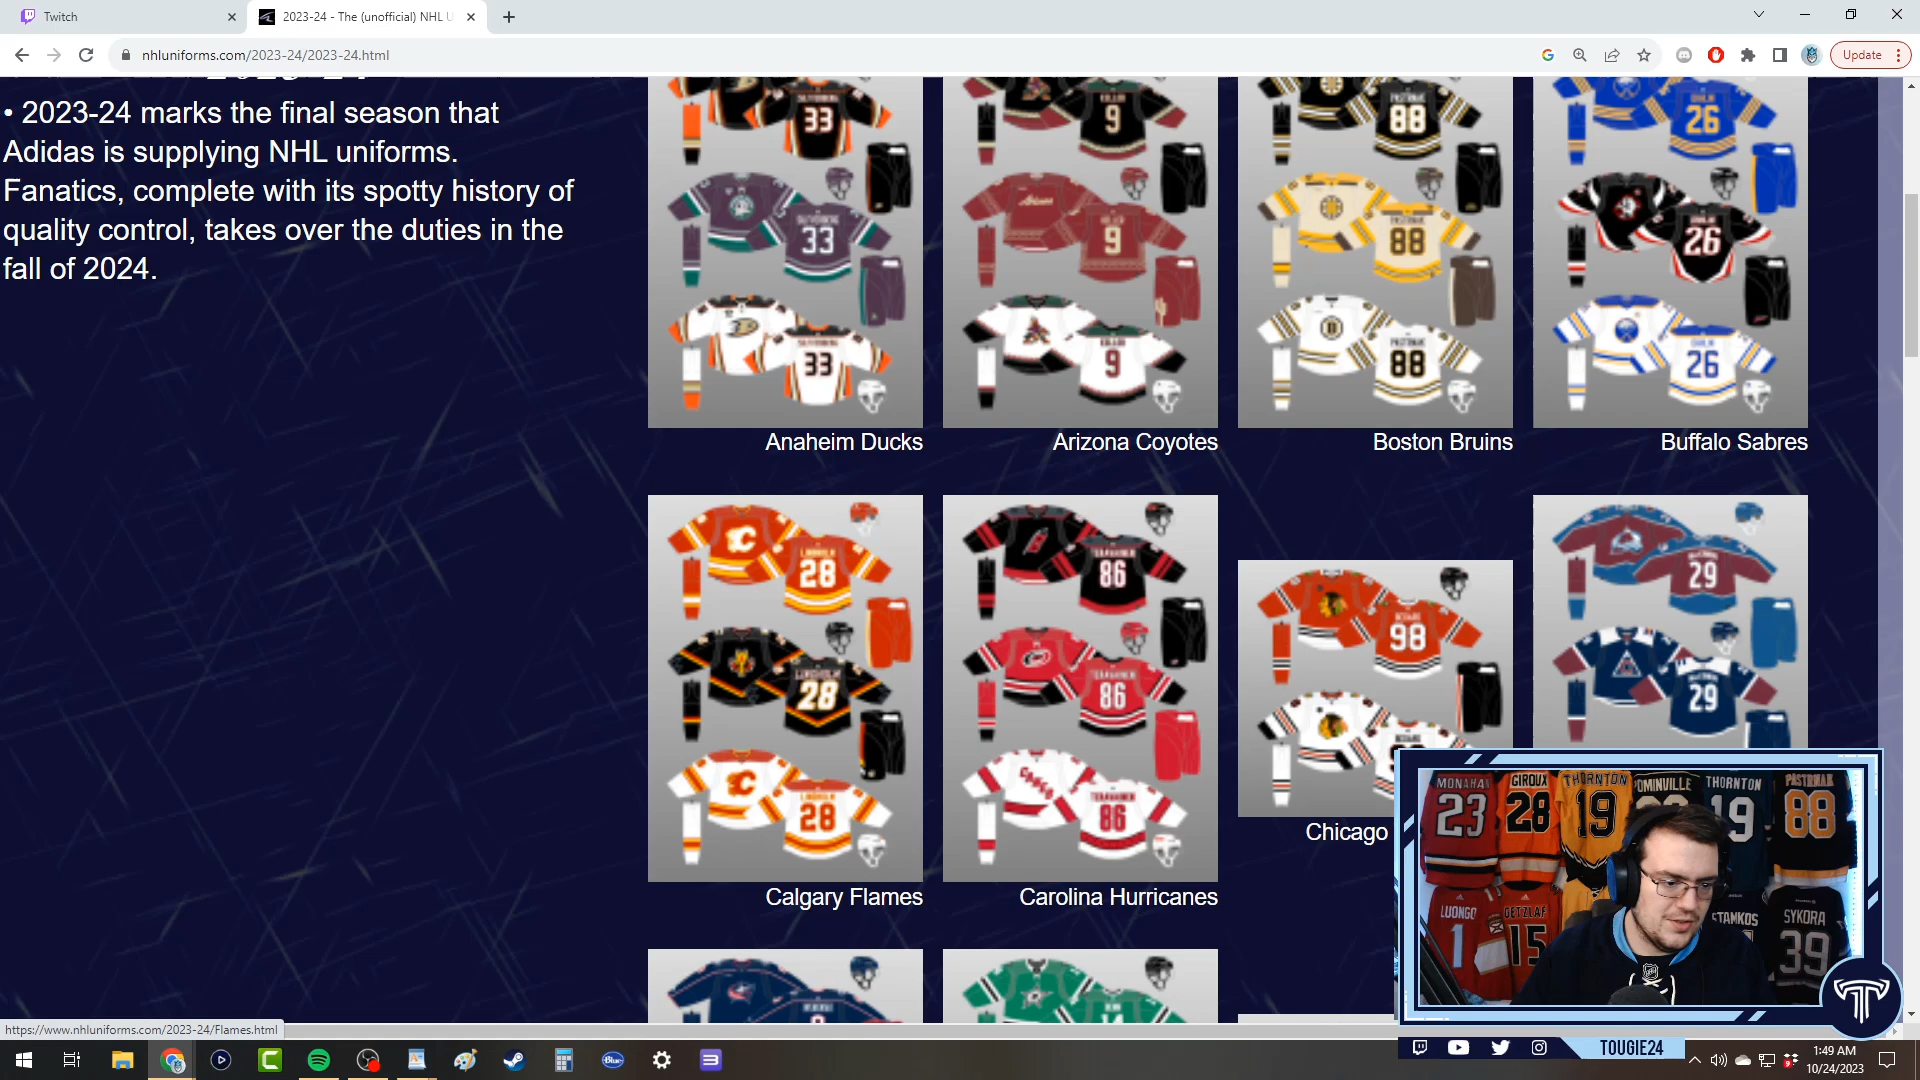 Twitch
2023-24 - The (unofficial) NHL U
nhluniforms.com/2023-24/2023-24.html
Update
• 2023-24 marks the final season that
Adidas is supplying NHL uniforms.
Fanatics, complete with its spotty history of
quality control, takes over the duties in the
fall of 2024.
33
9
88
26
33
9
88
26
33
9
88
26
Anaheim Ducks
Arizona Coyotes
Boston Bruins
Buffalo Sabres
28
86
98
29
28
86
29
28
86
Calgary Flames
Carolina Hurricanes
Chicago
MONAHAN
23
GIROUX
28
THORNTON
19
POMINVILLE
THORNTON
19
PASTRNAK
88
LUONGO
1
GETZLAF
15
STAMKOS
SYKORA
39
TOUGIE24
https://www.nhluniforms.com/2023-24/Flames.html
1:49 AM
10/24/2023